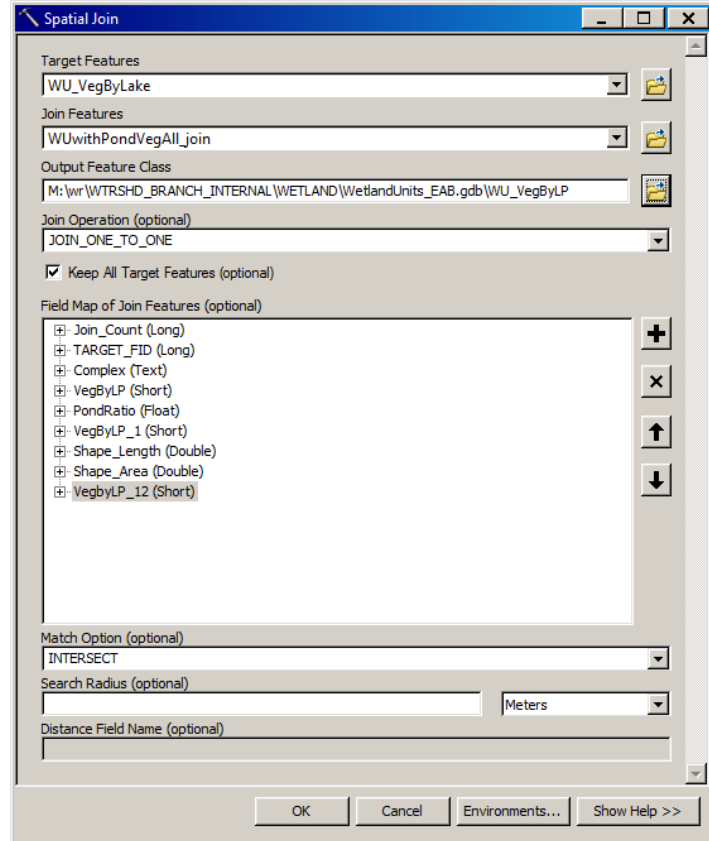 Spatial Join
Target Features
WU_VegByLake
Join Features
WUwithPondVegAll_join
Output Feature Class
M:\wr\WTRSHD_BRANCH_INTERNAL\WETLAND\WetlandUnits_EAB.gdb\WU_VegByLP
Join Operation (optional)
JOIN_ONE_TO_ONE
Keep All Target Features (optional)
Field Map of Join Features (optional)
Join_Count (Long)
TARGET_FID (Long)
Complex (Text)
VegByLP (Short)
PondRatio (Float)
VegByLP_1 (Short)
Shape_Length (Double)
Shape_Area (Double)
VegbyLP_12 (Short)
Match Option (optional)
INTERSECT
Search Radius (optional)
Meters
Distance Field Name (optional)
OK Cancel Environments... Show Help >>